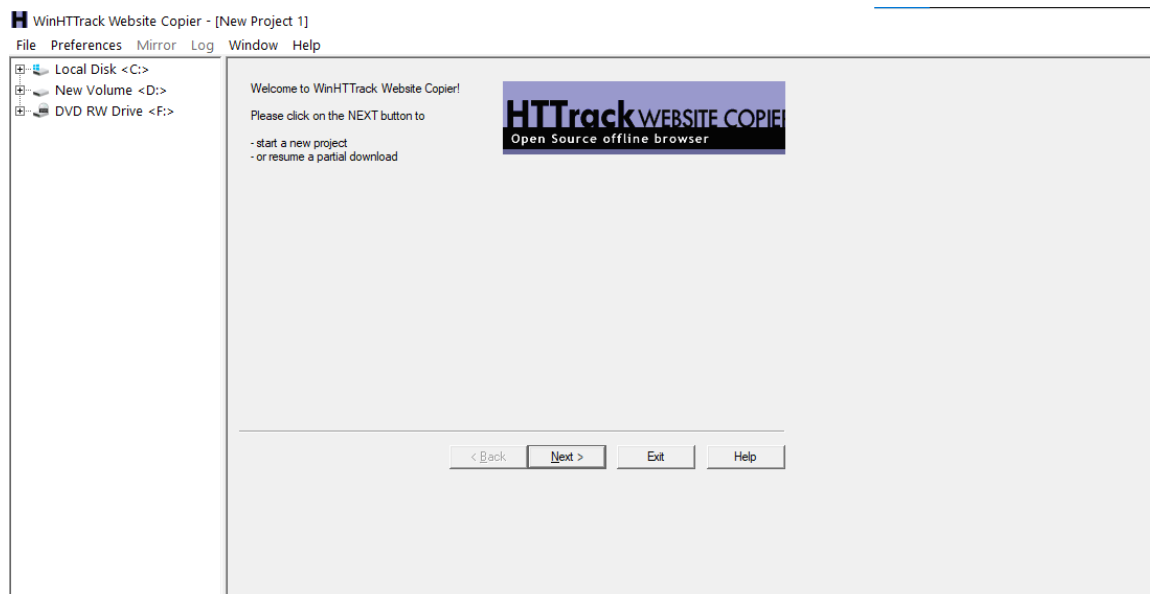 WinHTTrack Website Copier - [New Project 1]
File Preferences Mirror Log Window Help
Local Disk <C:>
New Volume <D:>
DVD RW Drive <F:>
Welcome to WinHTTrack Website Copier!
Please click on the NEXT button to
- start a new project
- or resume a partial download
HTTrack WEBSITE COPIER
Open Source offline browser
< Back Next > Exit Help